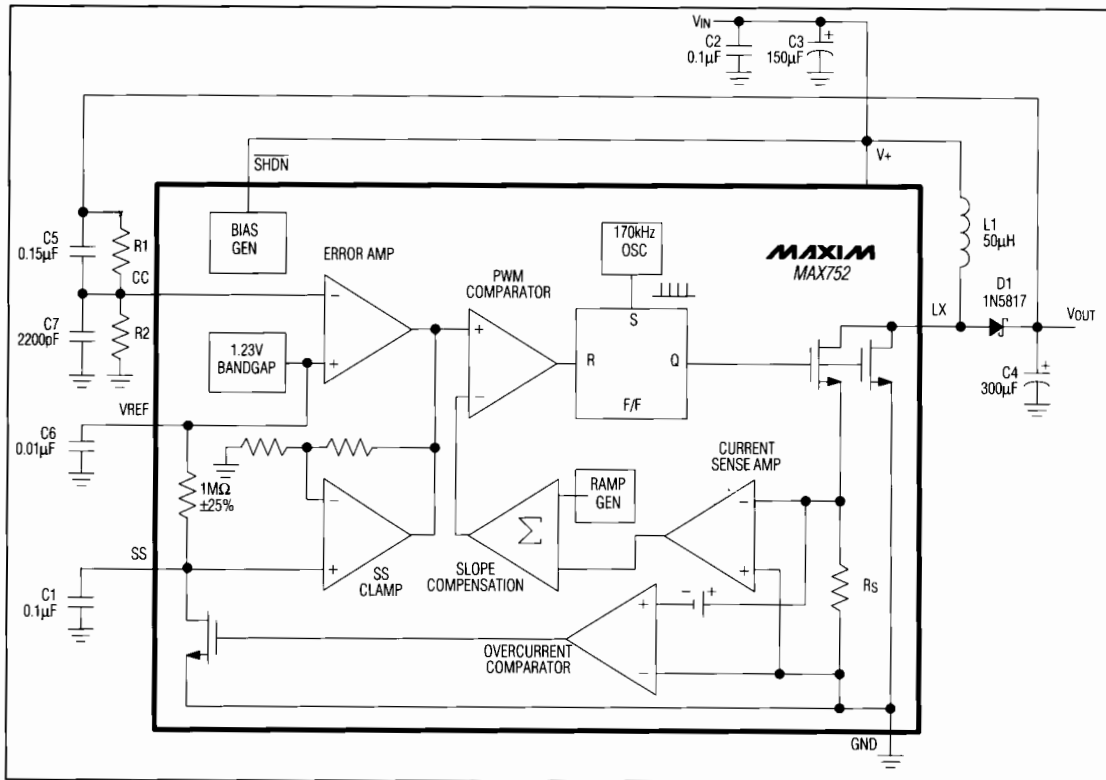 VIN
C2
0.1µF
C3
150µF
+
SHDN
V+
C5
0.15µF
R1
CC
C7
2200pF
R2
BIAS
GEN
ERROR AMP
170kHz
OSC
MAXIM
MAX752
L1
50µH
PWM
COMPARATOR
D1
1N5817
LX
VOUT
−
+
+
−
S
R
Q
F/F
1.23V
BANDGAP
C4
300µF
+
VREF
C6
0.01µF
1MΩ
±25%
−
+
SS
CLAMP
Σ
SLOPE
COMPENSATION
RAMP
GEN
CURRENT
SENSE AMP
−
+
RS
SS
C1
0.1µF
− +
+
−
OVERCURRENT
COMPARATOR
GND